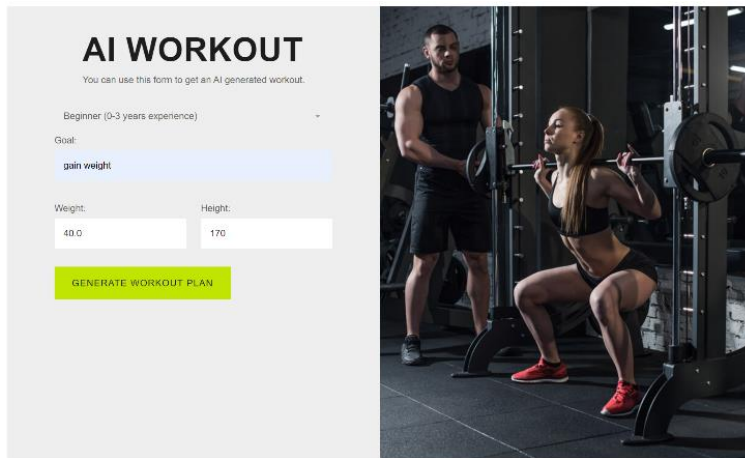 AI WORKOUT
You can use this form to get an AI generated workout.
Beginner (0-3 years experience)
Goal:
gain weight
Weight:
Height:
40.0
170
GENERATE WORKOUT PLAN